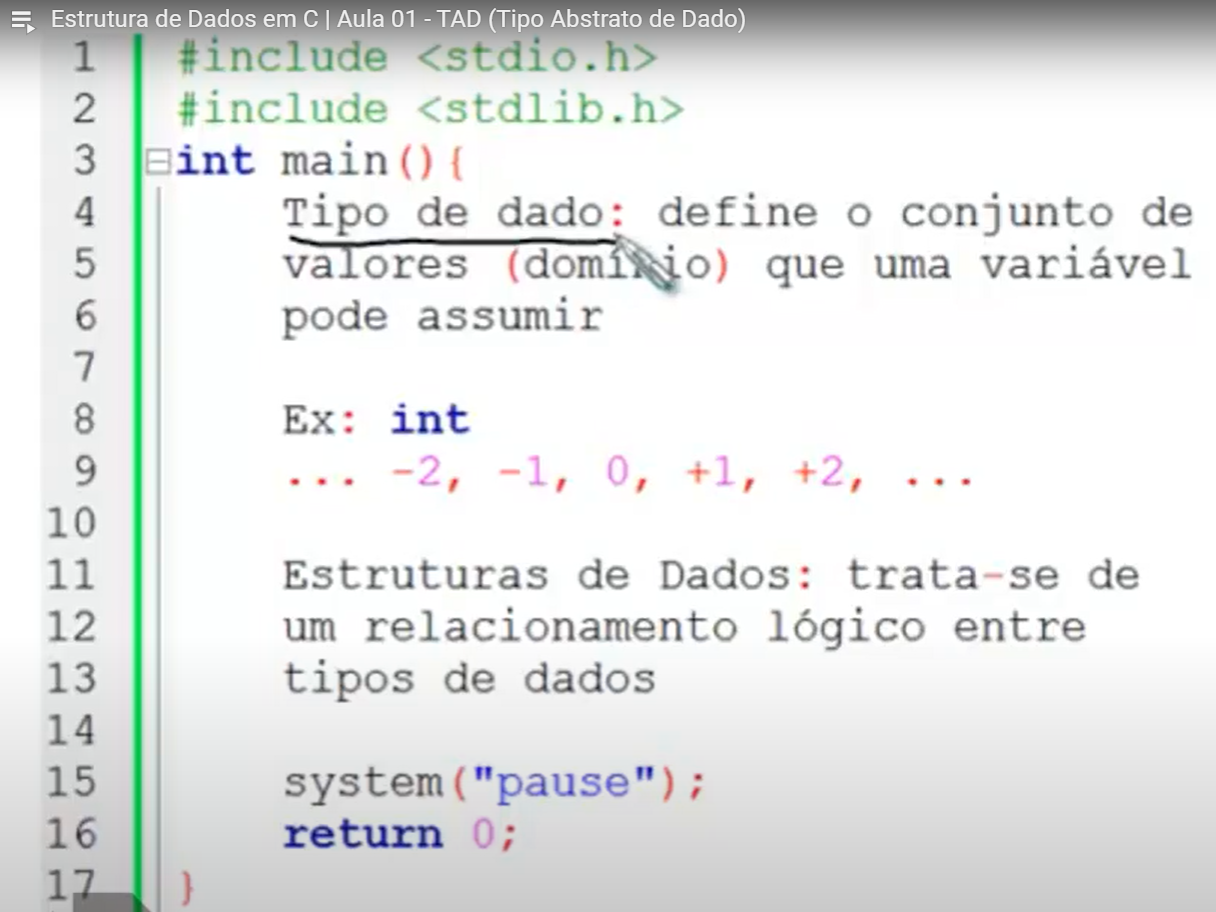 Estrutura de Dados em C | Aula 01 - TAD (Tipo Abstrato de Dado)
1 #include <stdio.h>
2 #include <stdlib.h>
3 int main(){
4 Tipo de dado: define o conjunto de
5 valores (domínio) que uma variável
6 pode assumir
7
8 Ex: int
9 ... -2, -1, 0, +1, +2, ...
10
11 Estruturas de Dados: trata-se de
12 um relacionamento lógico entre
13 tipos de dados
14
15 system("pause");
16 return 0;
17 }